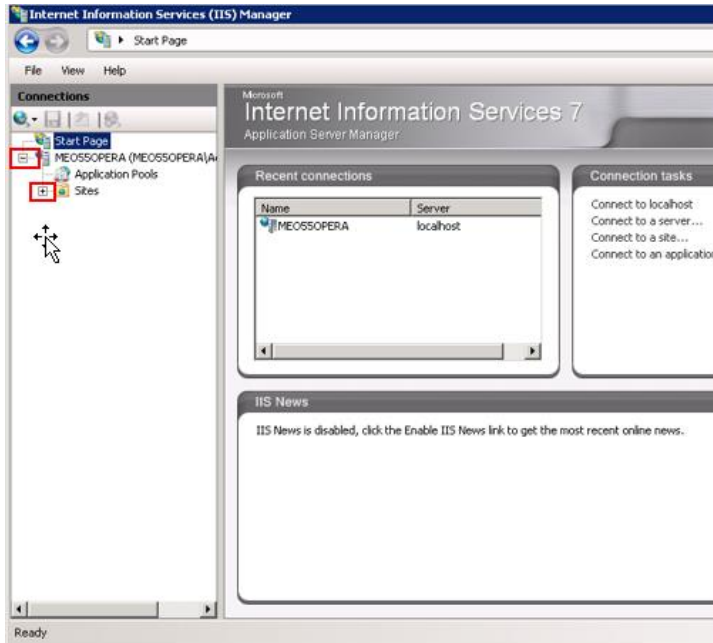 Internet Information Services (IIS) Manager
Start Page
File View Help
Connections
Start Page
MEO55OPERA (MEO55OPERA\A
Application Pools
Sites
Microsoft
Internet Information Services 7
Application Server Manager
Recent connections
Name Server
MEO55OPERA localhost
Connection tasks
Connect to localhost
Connect to a server...
Connect to a site...
Connect to an application
IIS News
IIS News is disabled, click the Enable IIS News link to get the most recent online news.
Ready